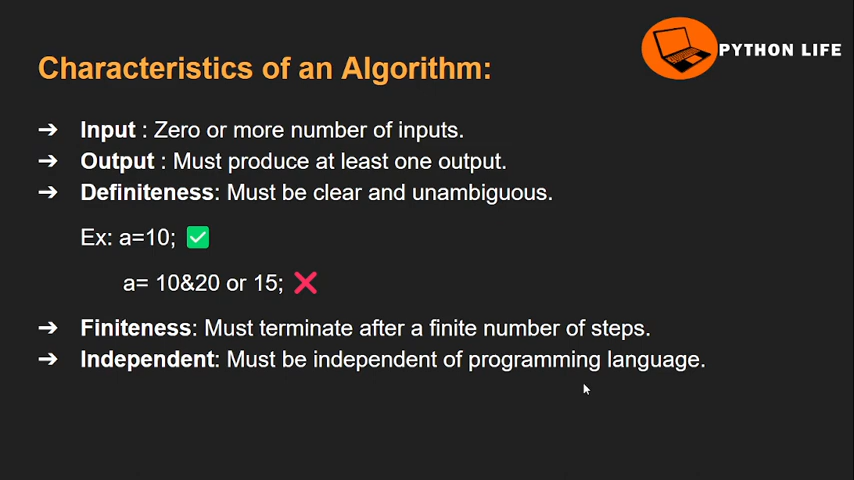 PYTHON LIFE
Characteristics of an Algorithm:
➔ Input : Zero or more number of inputs.
➔ Output : Must produce at least one output.
➔ Definiteness: Must be clear and unambiguous.
Ex: a=10; ✅
a= 10&20 or 15; ❌
➔ Finiteness: Must terminate after a finite number of steps.
➔ Independent: Must be independent of programming language.